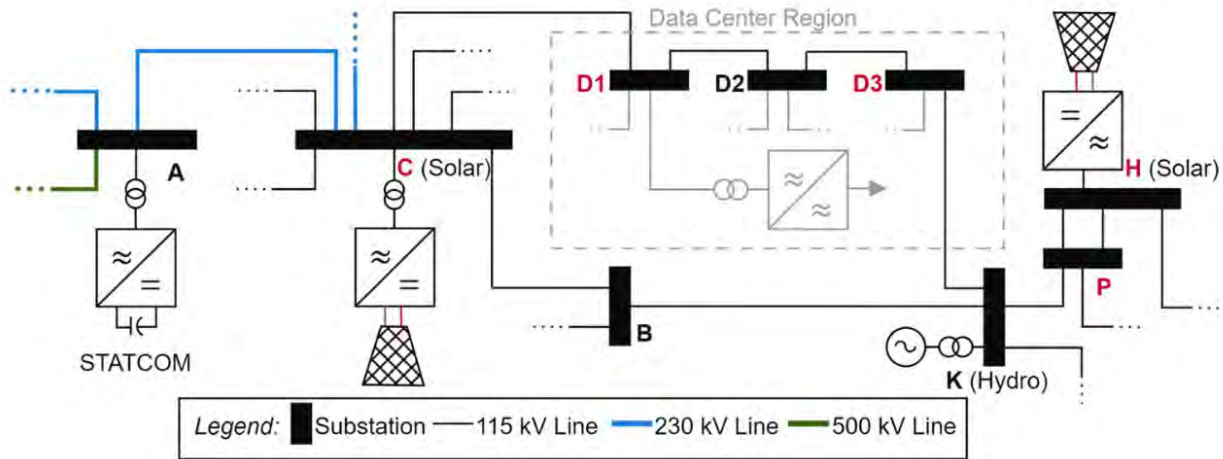 Data Center Region
D1
D2
D3
A
C (Solar)
H (Solar)
P
B
STATCOM
K (Hydro)
Legend: Substation 115 kV Line 230 kV Line 500 kV Line